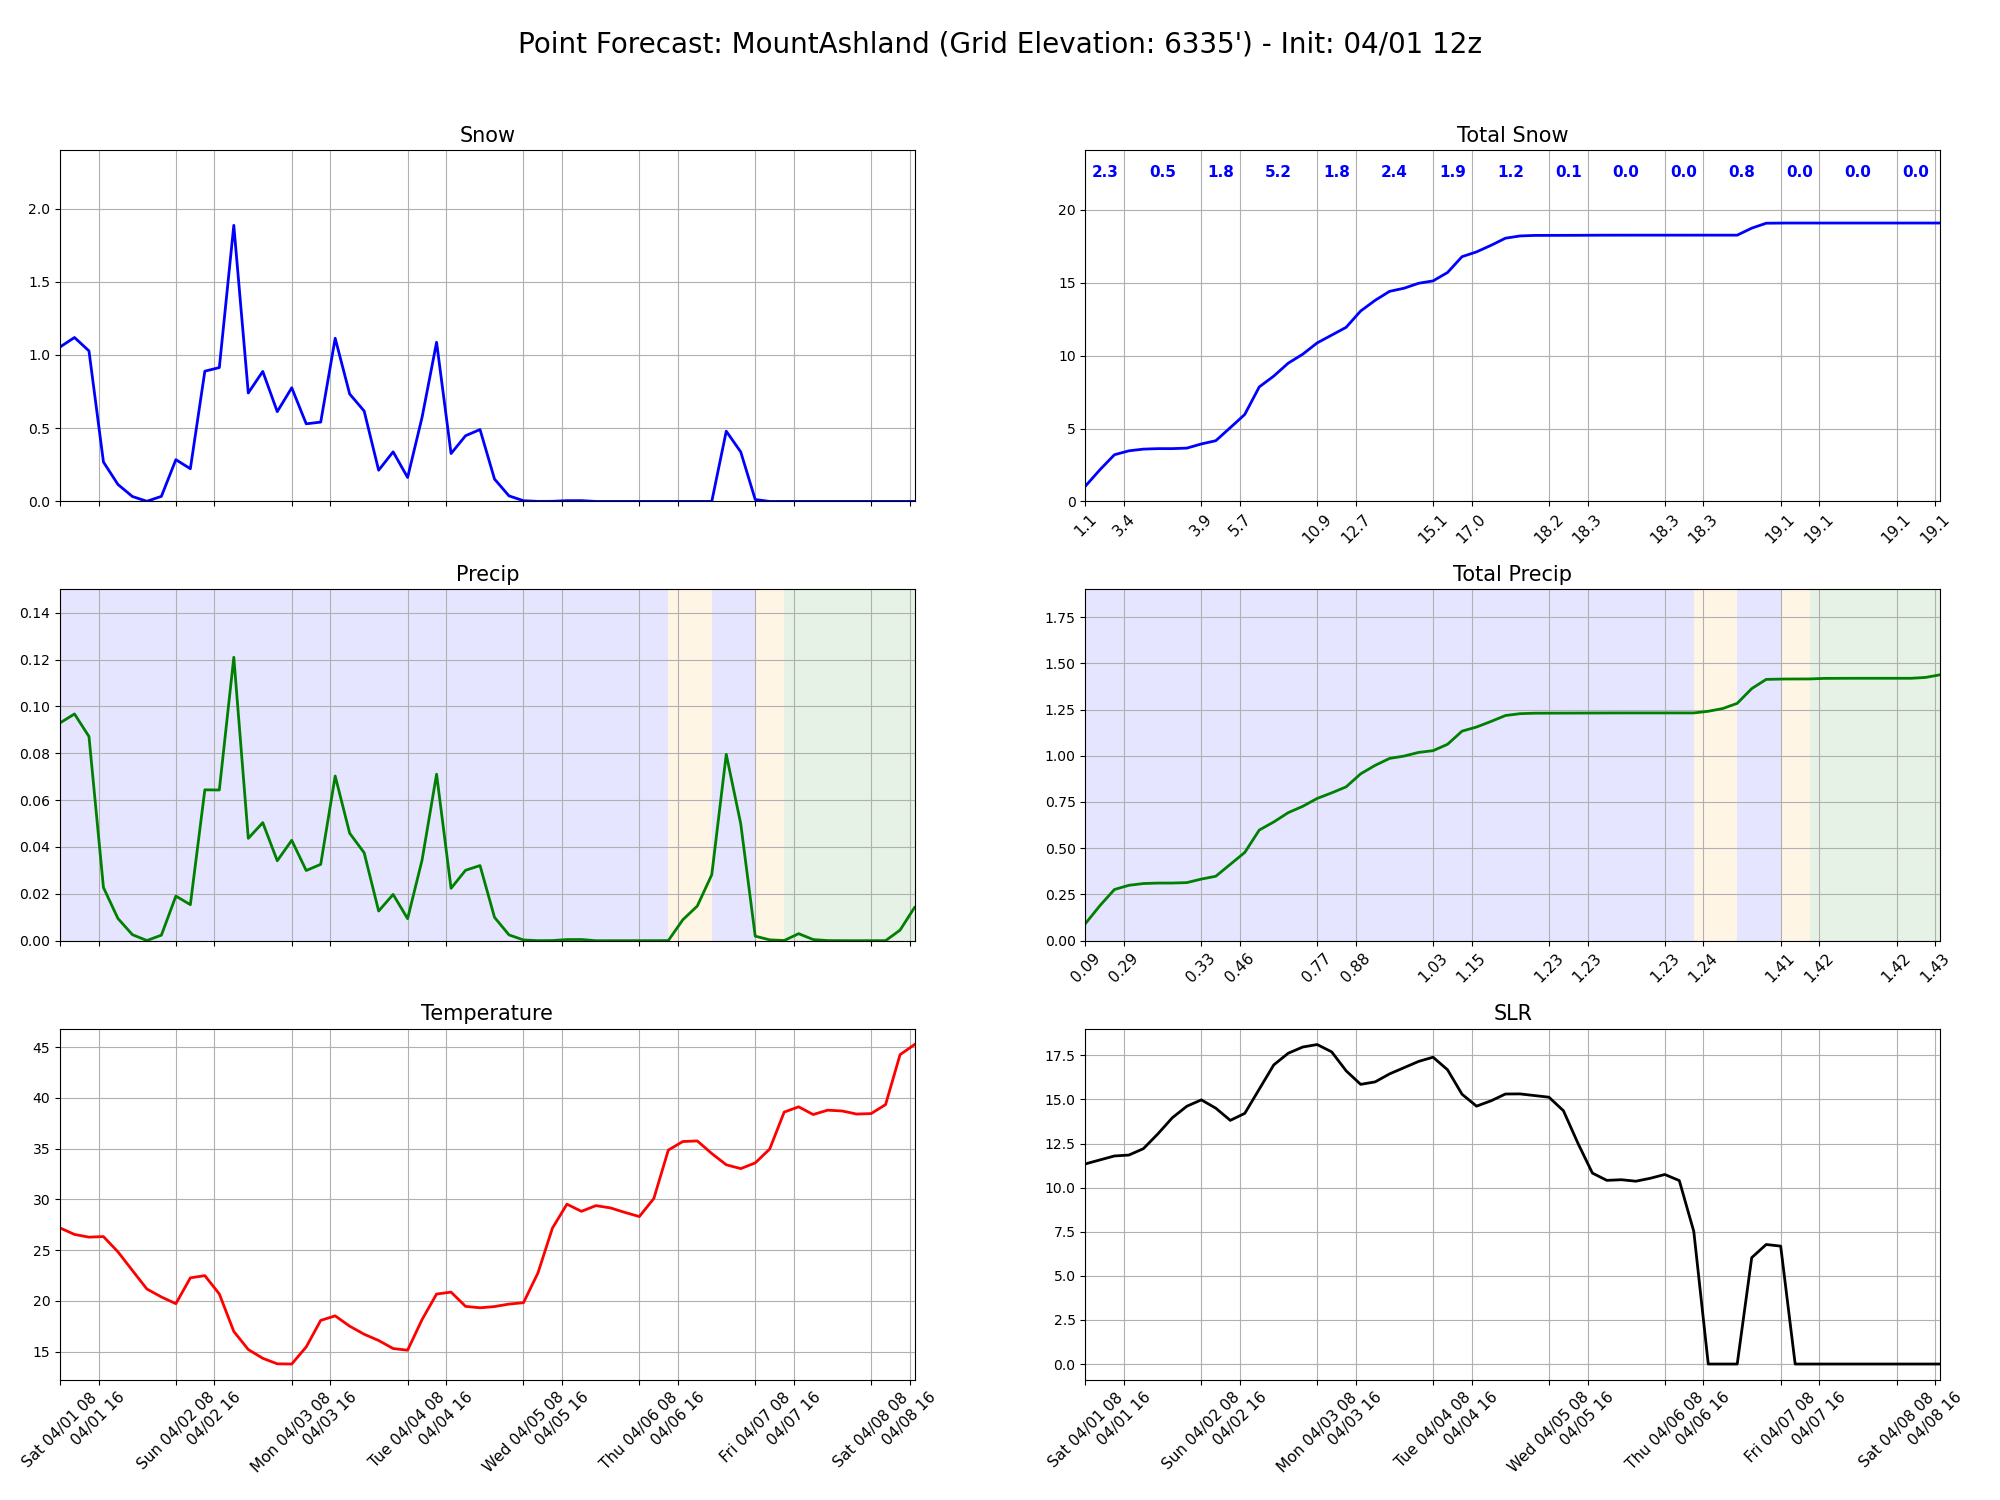 Point Forecast: MountAshland (Grid Elevation: 6335') - Init: 04/01 12z
Snow
2.0
1.5
1.0
0.5
0.0
Total Snow
2.3 0.5 1.8 5.2 1.8 2.4 1.9 1.2 0.1 0.0 0.0 0.8 0.0 0.0 0.0
20
15
10
5
0
1.1 3.4 3.9 5.7 10.9 12.7 15.1 17.0 18.2 18.3 18.3 18.3 19.1 19.1 19.1 19.1
Precip
0.14
0.12
0.10
0.08
0.06
0.04
0.02
0.00
Total Precip
1.75
1.50
1.25
1.00
0.75
0.50
0.25
0.00
0.09 0.29 0.33 0.46 0.77 0.88 1.03 1.15 1.23 1.23 1.23 1.24 1.41 1.42 1.42 1.43
Temperature
45
40
35
30
25
20
15
Sat 04/01 08
04/01 16
Sun 04/02 08
04/02 16
Mon 04/03 08
04/03 16
Tue 04/04 08
04/04 16
Wed 04/05 08
04/05 16
Thu 04/06 08
04/06 16
Fri 04/07 08
04/07 16
Sat 04/08 08
04/08 16
SLR
17.5
15.0
12.5
10.0
7.5
5.0
2.5
0.0
Sat 04/01 08
04/01 16
Sun 04/02 08
04/02 16
Mon 04/03 08
04/03 16
Tue 04/04 08
04/04 16
Wed 04/05 08
04/05 16
Thu 04/06 08
04/06 16
Fri 04/07 08
04/07 16
Sat 04/08 08
04/08 16